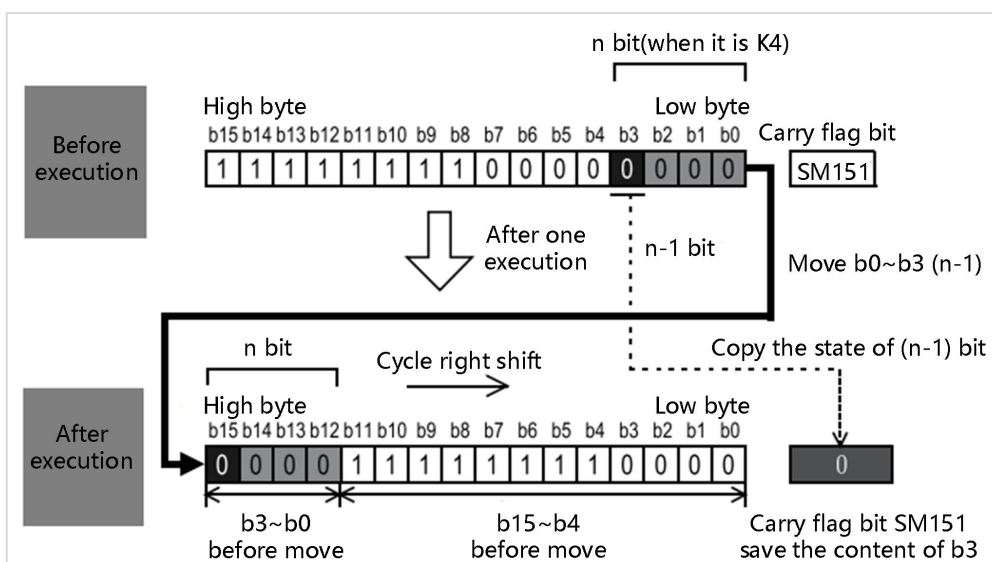 n bit(when it is K4)
High byte
Low byte
Before
execution
b15 b14 b13 b12 b11 b10 b9 b8 b7 b6 b5 b4 b3 b2 b1 b0
Carry flag bit
1 1 1 1 1 1 1 1 0 0 0 0 0 0 0 0
SM151
After one
execution
n-1 bit
Move b0~b3 (n-1)
n bit
Cycle right shift
Copy the state of (n-1) bit
High byte
Low byte
After
execution
b15 b14 b13 b12 b11 b10 b9 b8 b7 b6 b5 b4 b3 b2 b1 b0
0 0 0 0 1 1 1 1 1 1 1 1 0 0 0 0
0
b3~b0
before move
b15~b4
before move
Carry flag bit SM151
save the content of b3